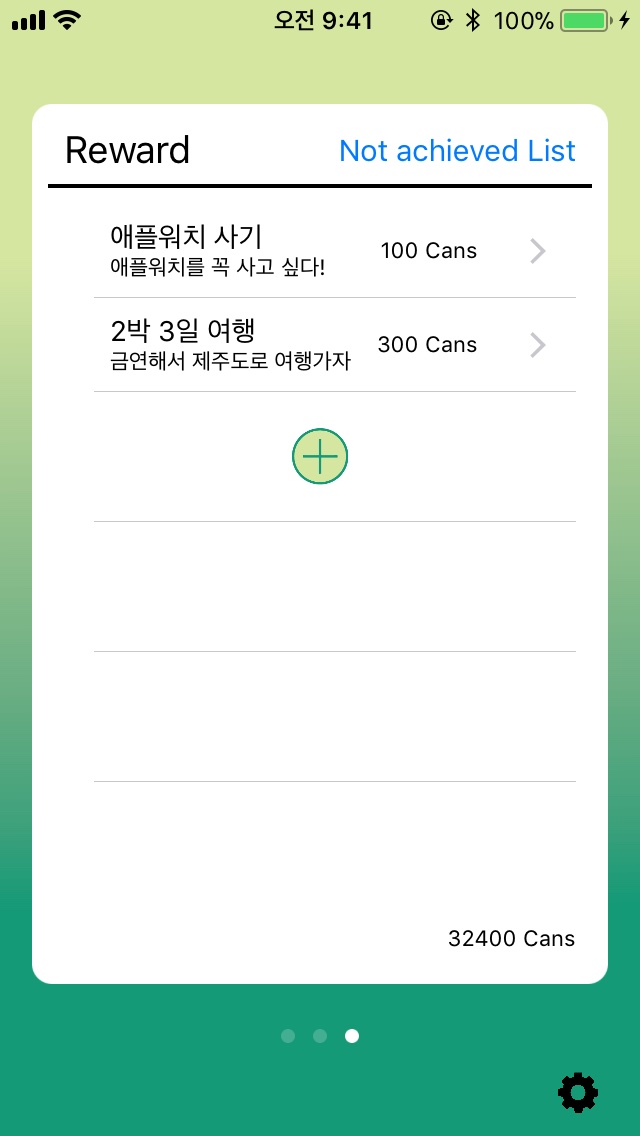 오전 9:41
100%
Reward
Not achieved List
애플워치 사기
애플워치를 꼭 사고 싶다!
100 Cans
2박 3일 여행
금연해서 제주도로 여행가자
300 Cans
32400 Cans